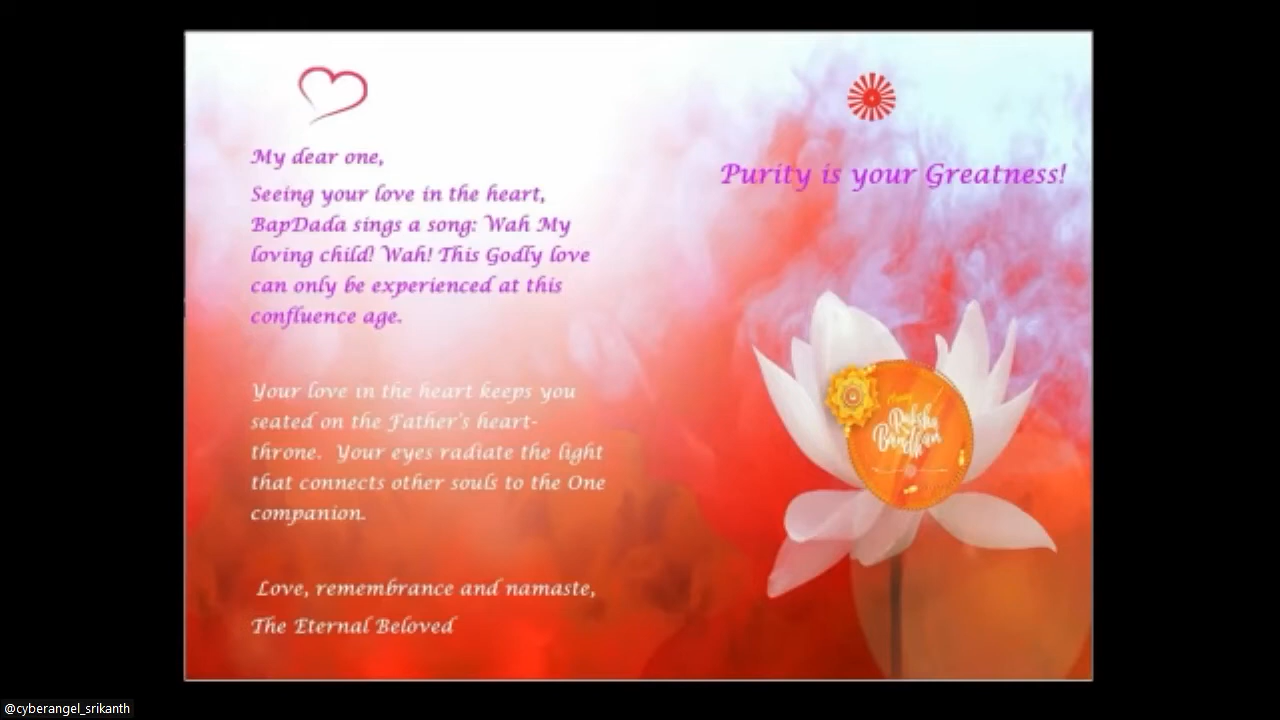 My dear one,
Seeing your love in the heart,
BapDada sings a song: Wah My
loving child! Wah! This Godly love
can only be experienced at this
confluence age.
Your love in the heart keeps you
seated on the Father's heart-
throne. Your eyes radiate the light
that connects other souls to the One
companion.
Love, remembrance and namaste,
The Eternal Beloved
Purity is your Greatness!
Raksha
Bandhan
@cyberangel_srikanth